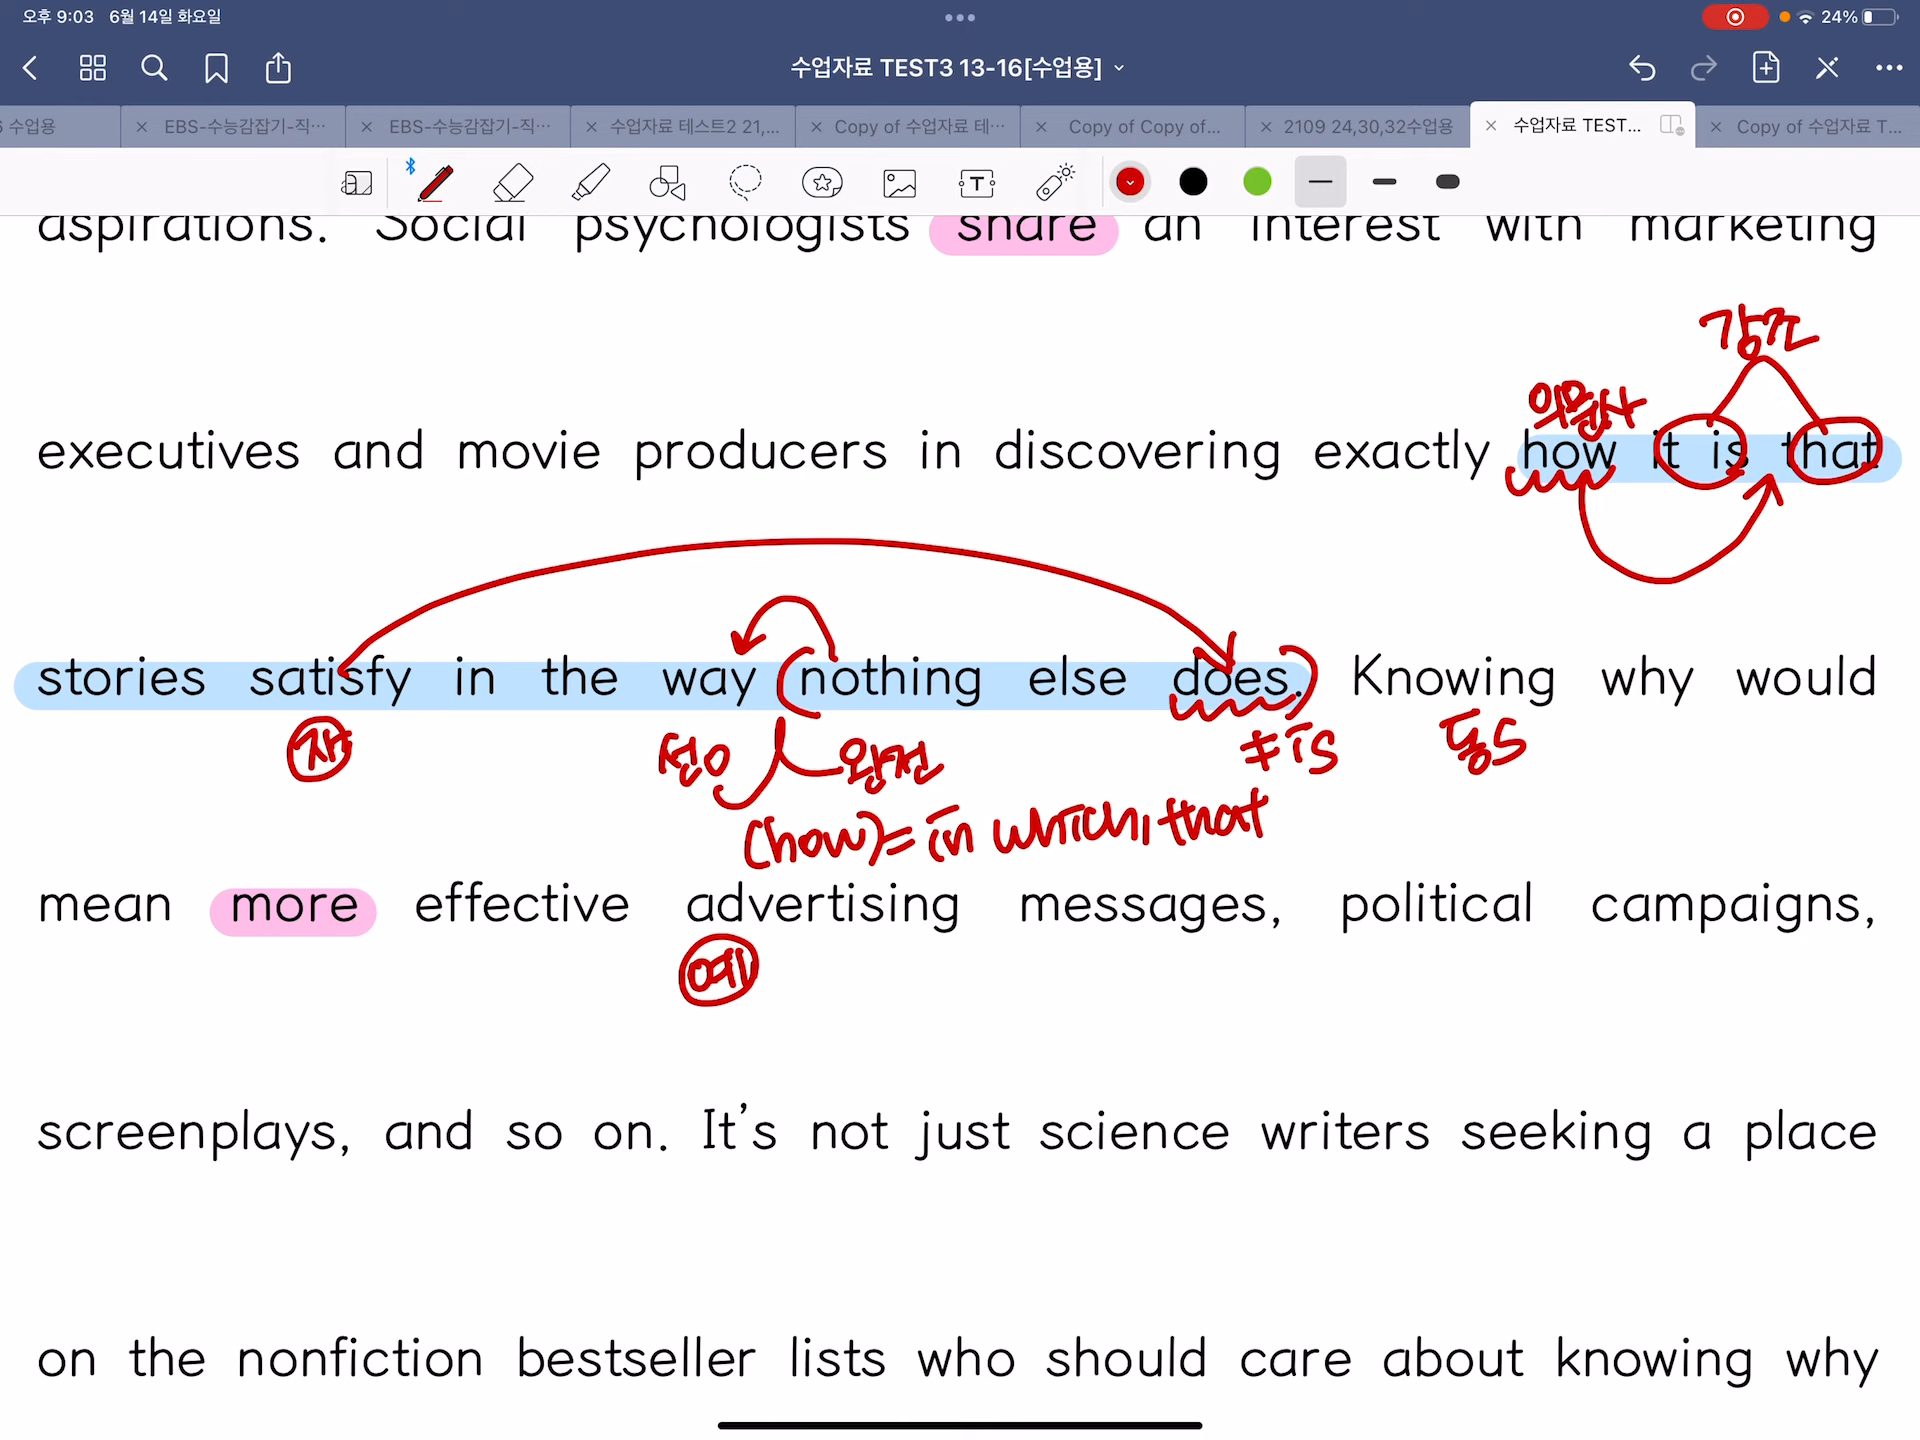 오후 9:03 6월 14일 화요일
24%
수업자료 TEST3 13-16[수업용]
수업용
EBS-수능감잡기-직···
EBS-수능감잡기-직···
수업자료 테스트2 21,...
Copy of 수업자료 테···
Copy of Copy of...
2109 24,30,32수업용
수업자료 TEST...
Copy of 수업자료 T...
aspirations. Social psychologists share an interest with marketing
강조
의문사
executives and movie producers in discovering exactly how it is that
stories satisfy in the way (nothing else does.) Knowing why would
자 선O 완전 ≠is 동S
(how)= in which, that
mean more effective advertising messages, political campaigns,
예
screenplays, and so on. It's not just science writers seeking a place
on the nonfiction bestseller lists who should care about knowing why